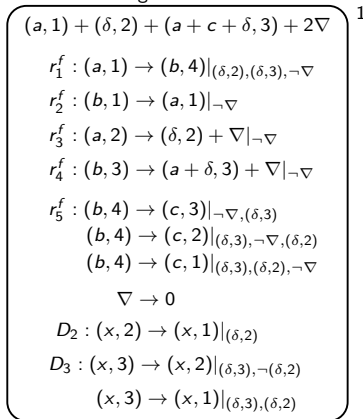 (a, 1) + (δ, 2) + (a + c + δ, 3) + 2∇
1
r₁ᶠ : (a, 1) → (b, 4)|₍δ,2₎,₍δ,3₎,¬∇
r₂ᶠ : (b, 1) → (a, 1)|¬∇
r₃ᶠ : (a, 2) → (δ, 2) + ∇|¬∇
r₄ᶠ : (b, 3) → (a + δ, 3) + ∇|¬∇
r₅ᶠ : (b, 4) → (c, 3)|¬∇,₍δ,3₎
(b, 4) → (c, 2)|₍δ,3₎,¬∇,₍δ,2₎
(b, 4) → (c, 1)|₍δ,3₎,₍δ,2₎,¬∇
∇ → 0
D₂ : (x, 2) → (x, 1)|₍δ,2₎
D₃ : (x, 3) → (x, 2)|₍δ,3₎,¬₍δ,2₎
(x, 3) → (x, 1)|₍δ,3₎,₍δ,2₎